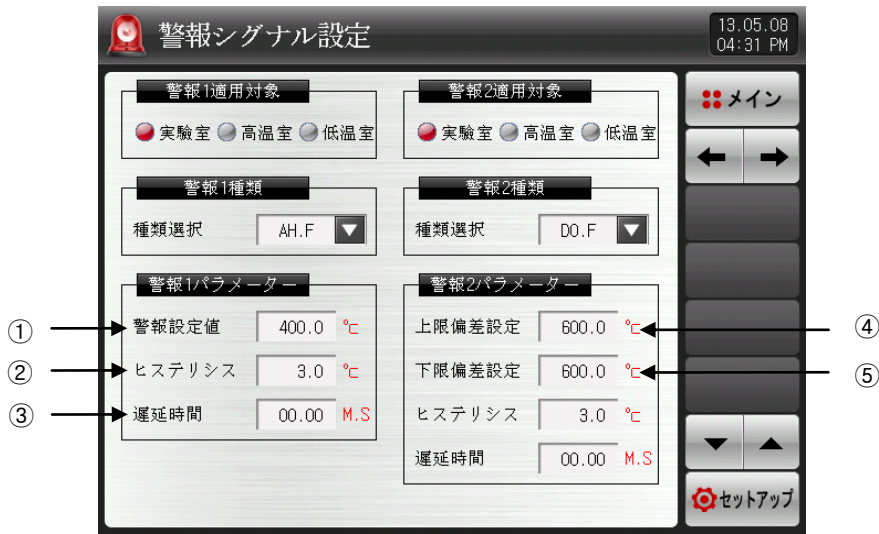 警報シグナル設定
13.05.08
04:31 PM
警報1適用対象
実験室 高温室 低温室
警報2適用対象
実験室 高温室 低温室
警報1種類
種類選択 AH.F
警報2種類
種類選択 DO.F
警報1パラメーター
① 警報設定値 400.0 ℃
② ヒステリシス 3.0 ℃
③ 遅延時間 00.00 M.S
警報2パラメーター
上限偏差設定 600.0 ℃ ④
下限偏差設定 600.0 ℃ ⑤
ヒステリシス 3.0 ℃
遅延時間 00.00 M.S
メイン
セットアップ